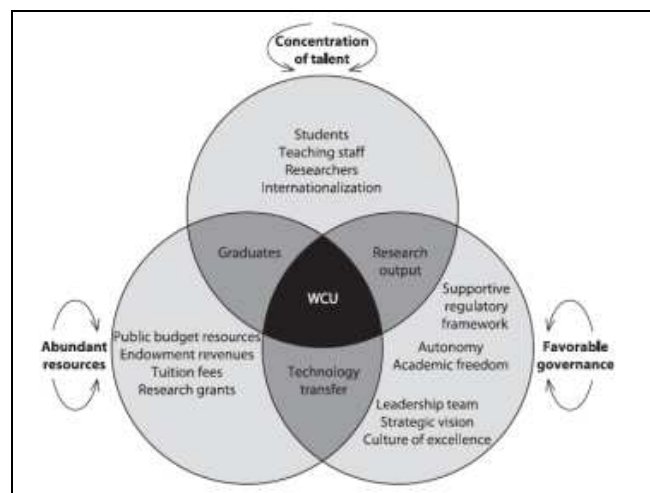 Concentration
of talent
Students
Teaching staff
Researchers
Internationalization
Graduates
Research
output
WCU
Supportive
regulatory
framework
Abundant
resources
Public budget resources
Endowment revenues
Tuition fees
Research grants
Technology
transfer
Autonomy
Academic freedom
Favorable
governance
Leadership team
Strategic vision
Culture of excellence